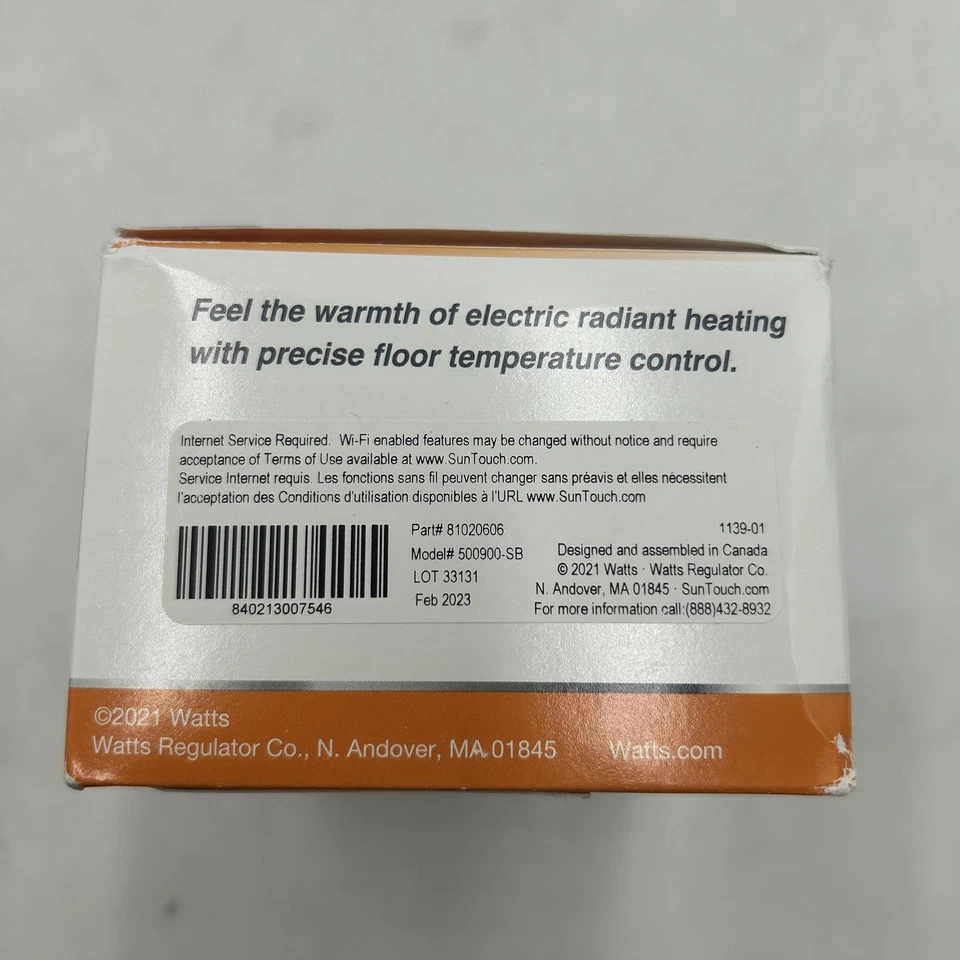 Feel the warmth of electric radiant heating
with precise floor temperature control.
Internet Service Required. Wi-Fi enabled features may be changed without notice and require
acceptance of Terms of Use available at www.SunTouch.com.
Service Internet requis. Les fonctions sans fil peuvent changer sans préavis et elles nécessitent
l'acceptation des Conditions d'utilisation disponibles à l'URL www.SunTouch.com
840213007546
Part# 81020606
Model# 500900-SB
LOT 33131
Feb 2023
1139-01
Designed and assembled in Canada
© 2021 Watts · Watts Regulator Co.
N. Andover, MA 01845 · SunTouch.com
For more information call:(888)432-8932
©2021 Watts
Watts Regulator Co., N. Andover, MA 01845 Watts.com